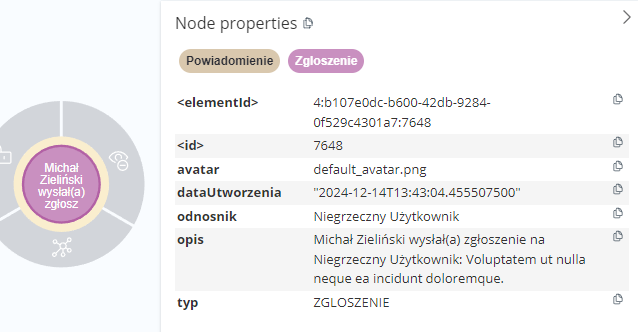 Node properties
Powiadomienie Zgloszenie
Michał
Zieliński
wysłał(a)
zgłosz
<elementId> 4:b107e0dc-b600-42db-9284-
0f529c4301a7:7648
<id> 7648
avatar default_avatar.png
dataUtworzenia "2024-12-14T13:43:04.455507500"
odnosnik Niegrzeczny Użytkownik
opis Michał Zieliński wysłał(a) zgłoszenie na
Niegrzeczny Użytkownik: Voluptatem ut nulla
neque ea incidunt doloremque.
typ ZGLOSZENIE